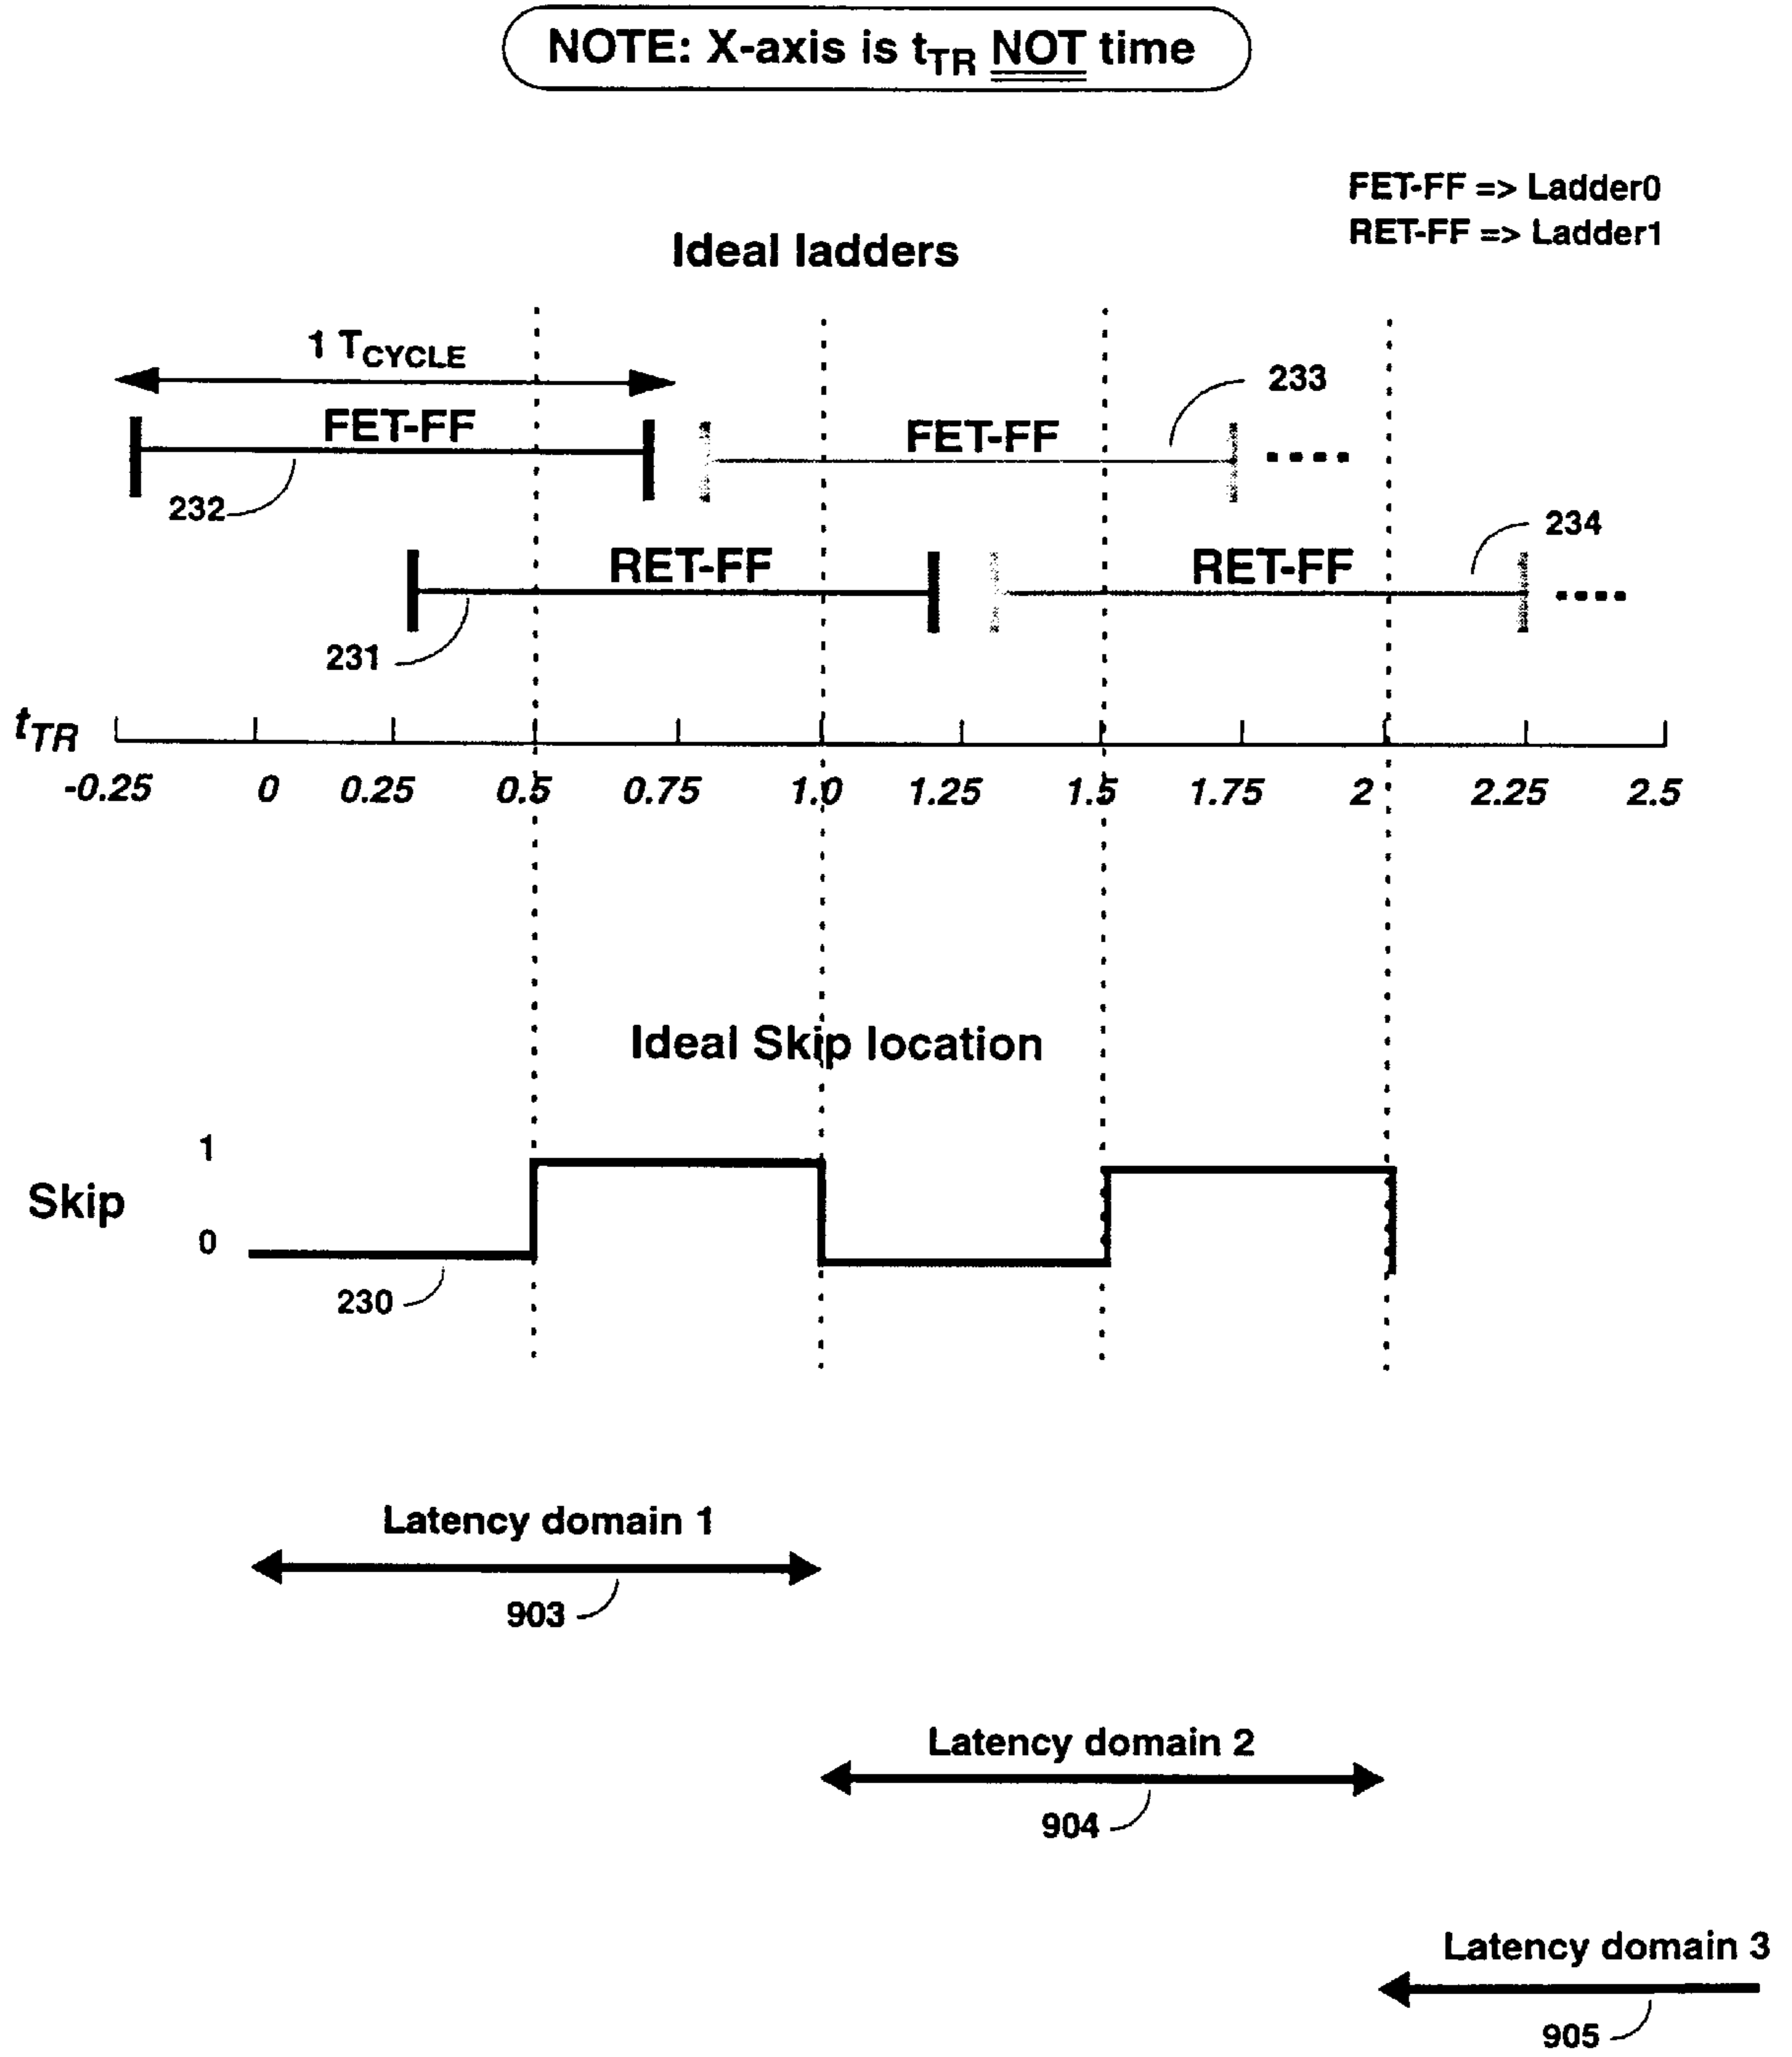 NOTE: X-axis is tTR NOT time
FET-FF => Ladder0
RET-FF => Ladder1
Ideal ladders
1 TCYCLE
233
FET-FF
FET-FF
232
234
RET-FF
RET-FF
231
tTR
-0.25 0 0.25 0.5 0.75 1.0 1.25 1.5 1.75 2 2.25 2.5
Ideal Skip location
1
Skip
0
230
Latency domain 1
903
Latency domain 2
904
Latency domain 3
905